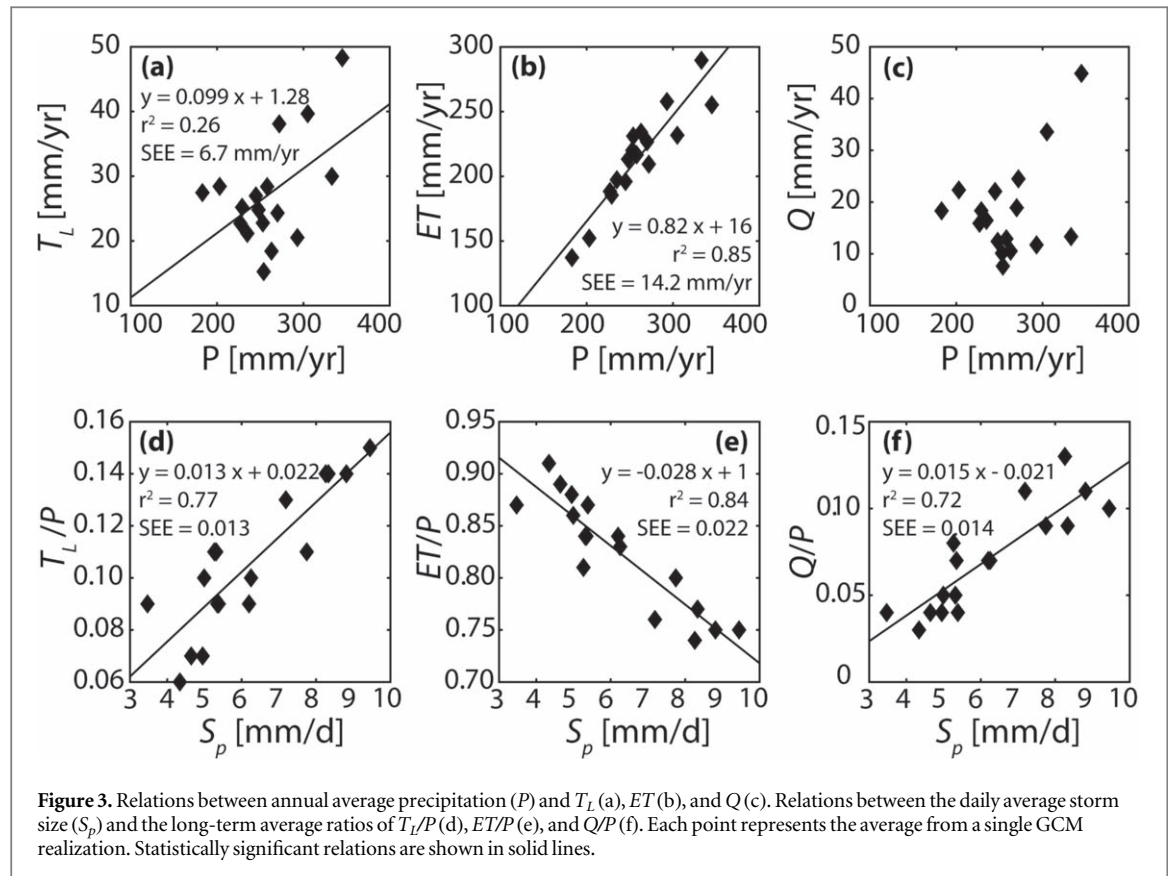 (a)
y = 0.099 x + 1.28
r² = 0.26
SEE = 6.7 mm/yr
50
40
30
20
10
T_L [mm/yr]
100 200 300 400
P [mm/yr]
(b)
300
250
200
150
100
ET [mm/yr]
y = 0.82 x + 16
r² = 0.85
SEE = 14.2 mm/yr
100 200 300 400
P [mm/yr]
(c)
50
40
30
20
10
0
Q [mm/yr]
100 200 300 400
P [mm/yr]
(d)
y = 0.013 x + 0.022
r² = 0.77
SEE = 0.013
0.16
0.14
0.12
0.10
0.08
0.06
T_L/P
3 4 5 6 7 8 9 10
S_p [mm/d]
(e)
y = -0.028 x + 1
r² = 0.84
SEE = 0.022
0.95
0.90
0.85
0.80
0.75
0.70
ET/P
3 4 5 6 7 8 9 10
S_p [mm/d]
(f)
y = 0.015 x - 0.021
r² = 0.72
SEE = 0.014
0.15
0.10
0.05
0
Q/P
3 4 5 6 7 8 9 10
S_p [mm/d]
Figure 3. Relations between annual average precipitation (P) and T_L (a), ET (b), and Q (c). Relations between the daily average storm
size (S_p) and the long-term average ratios of T_L/P (d), ET/P (e), and Q/P (f). Each point represents the average from a single GCM
realization. Statistically significant relations are shown in solid lines.